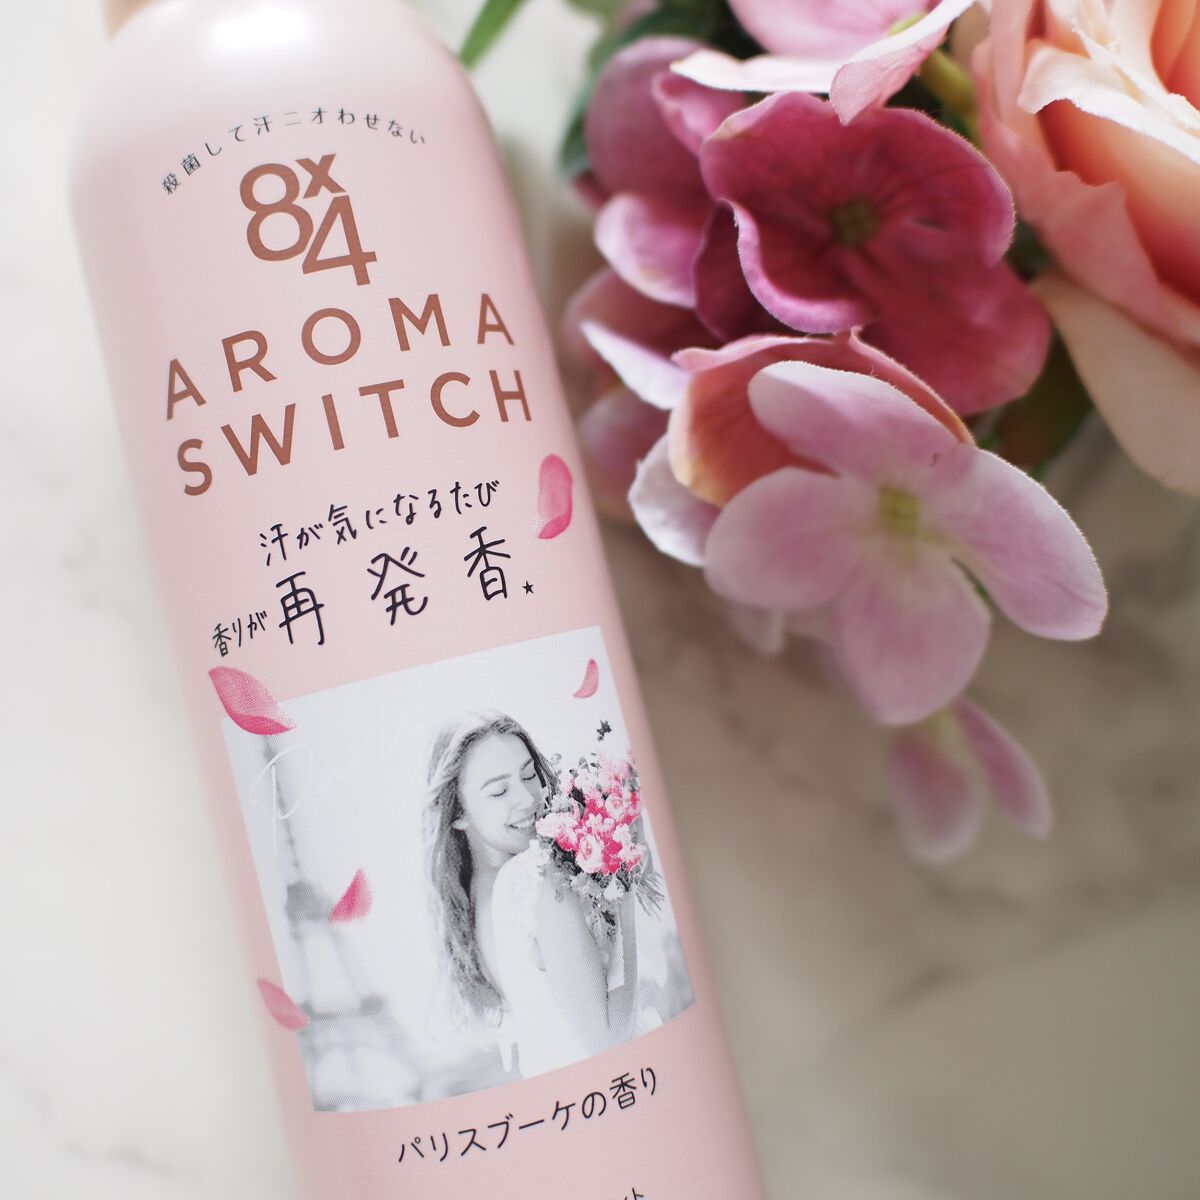 殺菌して汗ニオわせない
8x4
AROMA
SWITCH
汗が気になるたび
香りが再発香★
Paris
パリスブーケの香り